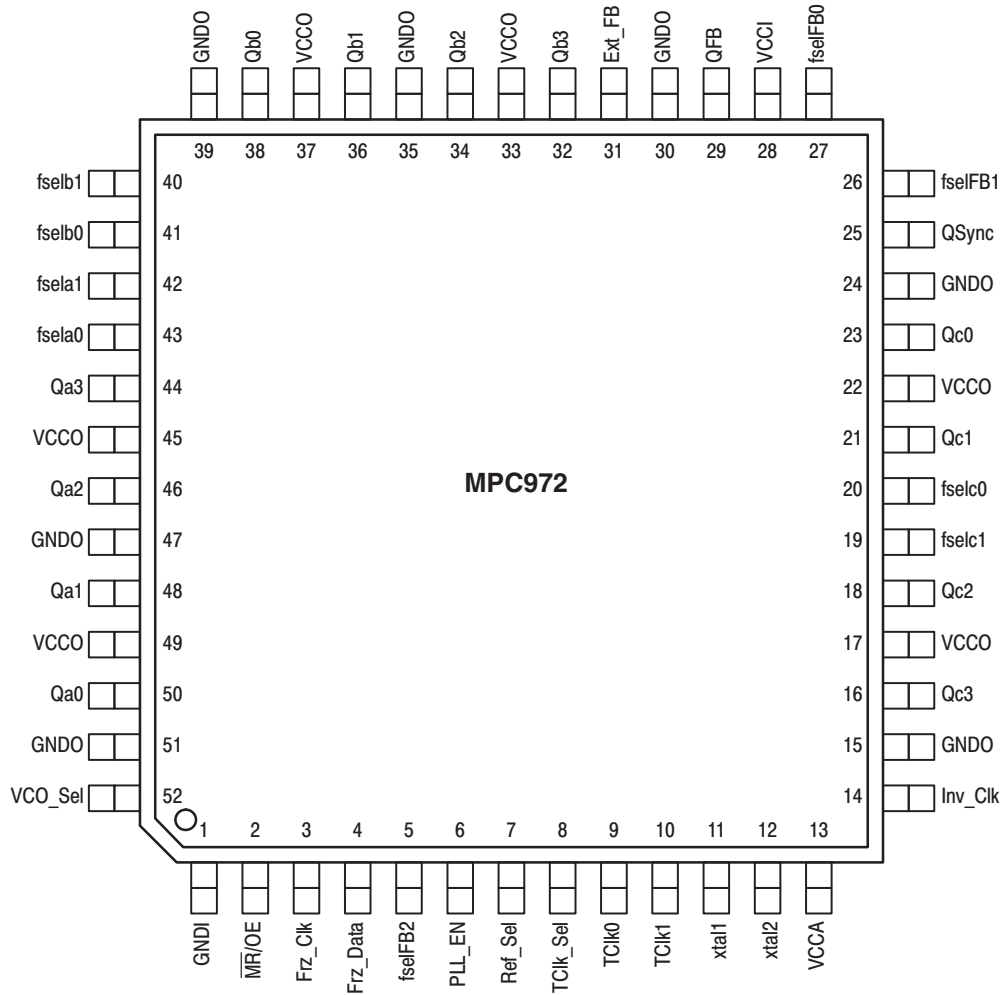 GNDO Qb0 VCCO Qb1 GNDO Qb2 VCCO Qb3 Ext_FB GNDO QFB VCCI fselFB0
39 38 37 36 35 34 33 32 31 30 29 28 27
fselb1 40 26 fselFB1
fselb0 41 25 QSync
fsela1 42 24 GNDO
fsela0 43 23 Qc0
Qa3 44 22 VCCO
VCCO 45 21 Qc1
MPC972
Qa2 46 20 fselc0
GNDO 47 19 fselc1
Qa1 48 18 Qc2
VCCO 49 17 VCCO
Qa0 50 16 Qc3
GNDO 51 15 GNDO
VCO_Sel 52 14 Inv_Clk
1 2 3 4 5 6 7 8 9 10 11 12 13
GNDI M̅R̅/OE Frz_Clk Frz_Data fselFB2 PLL_EN Ref_Sel TClk_Sel TClk0 TClk1 xtal1 xtal2 VCCA